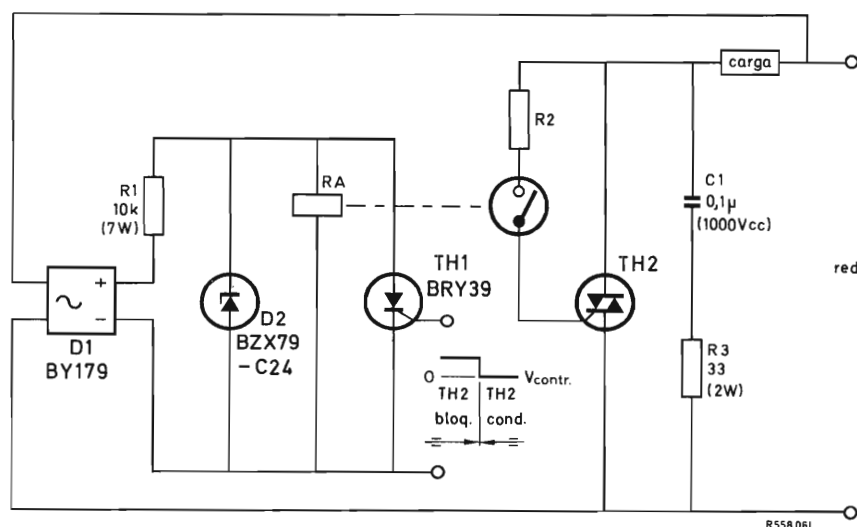 carga
R2
R1
10k
(7W)
RA
C1
0,1μ
(1000Vcc)
TH1
BRY39
TH2
red
+
−
D1
BY179
D2
BZX79
-C24
R3
33
(2W)
0
Vcontr.
TH2 TH2
bloq. cond.
R558.061